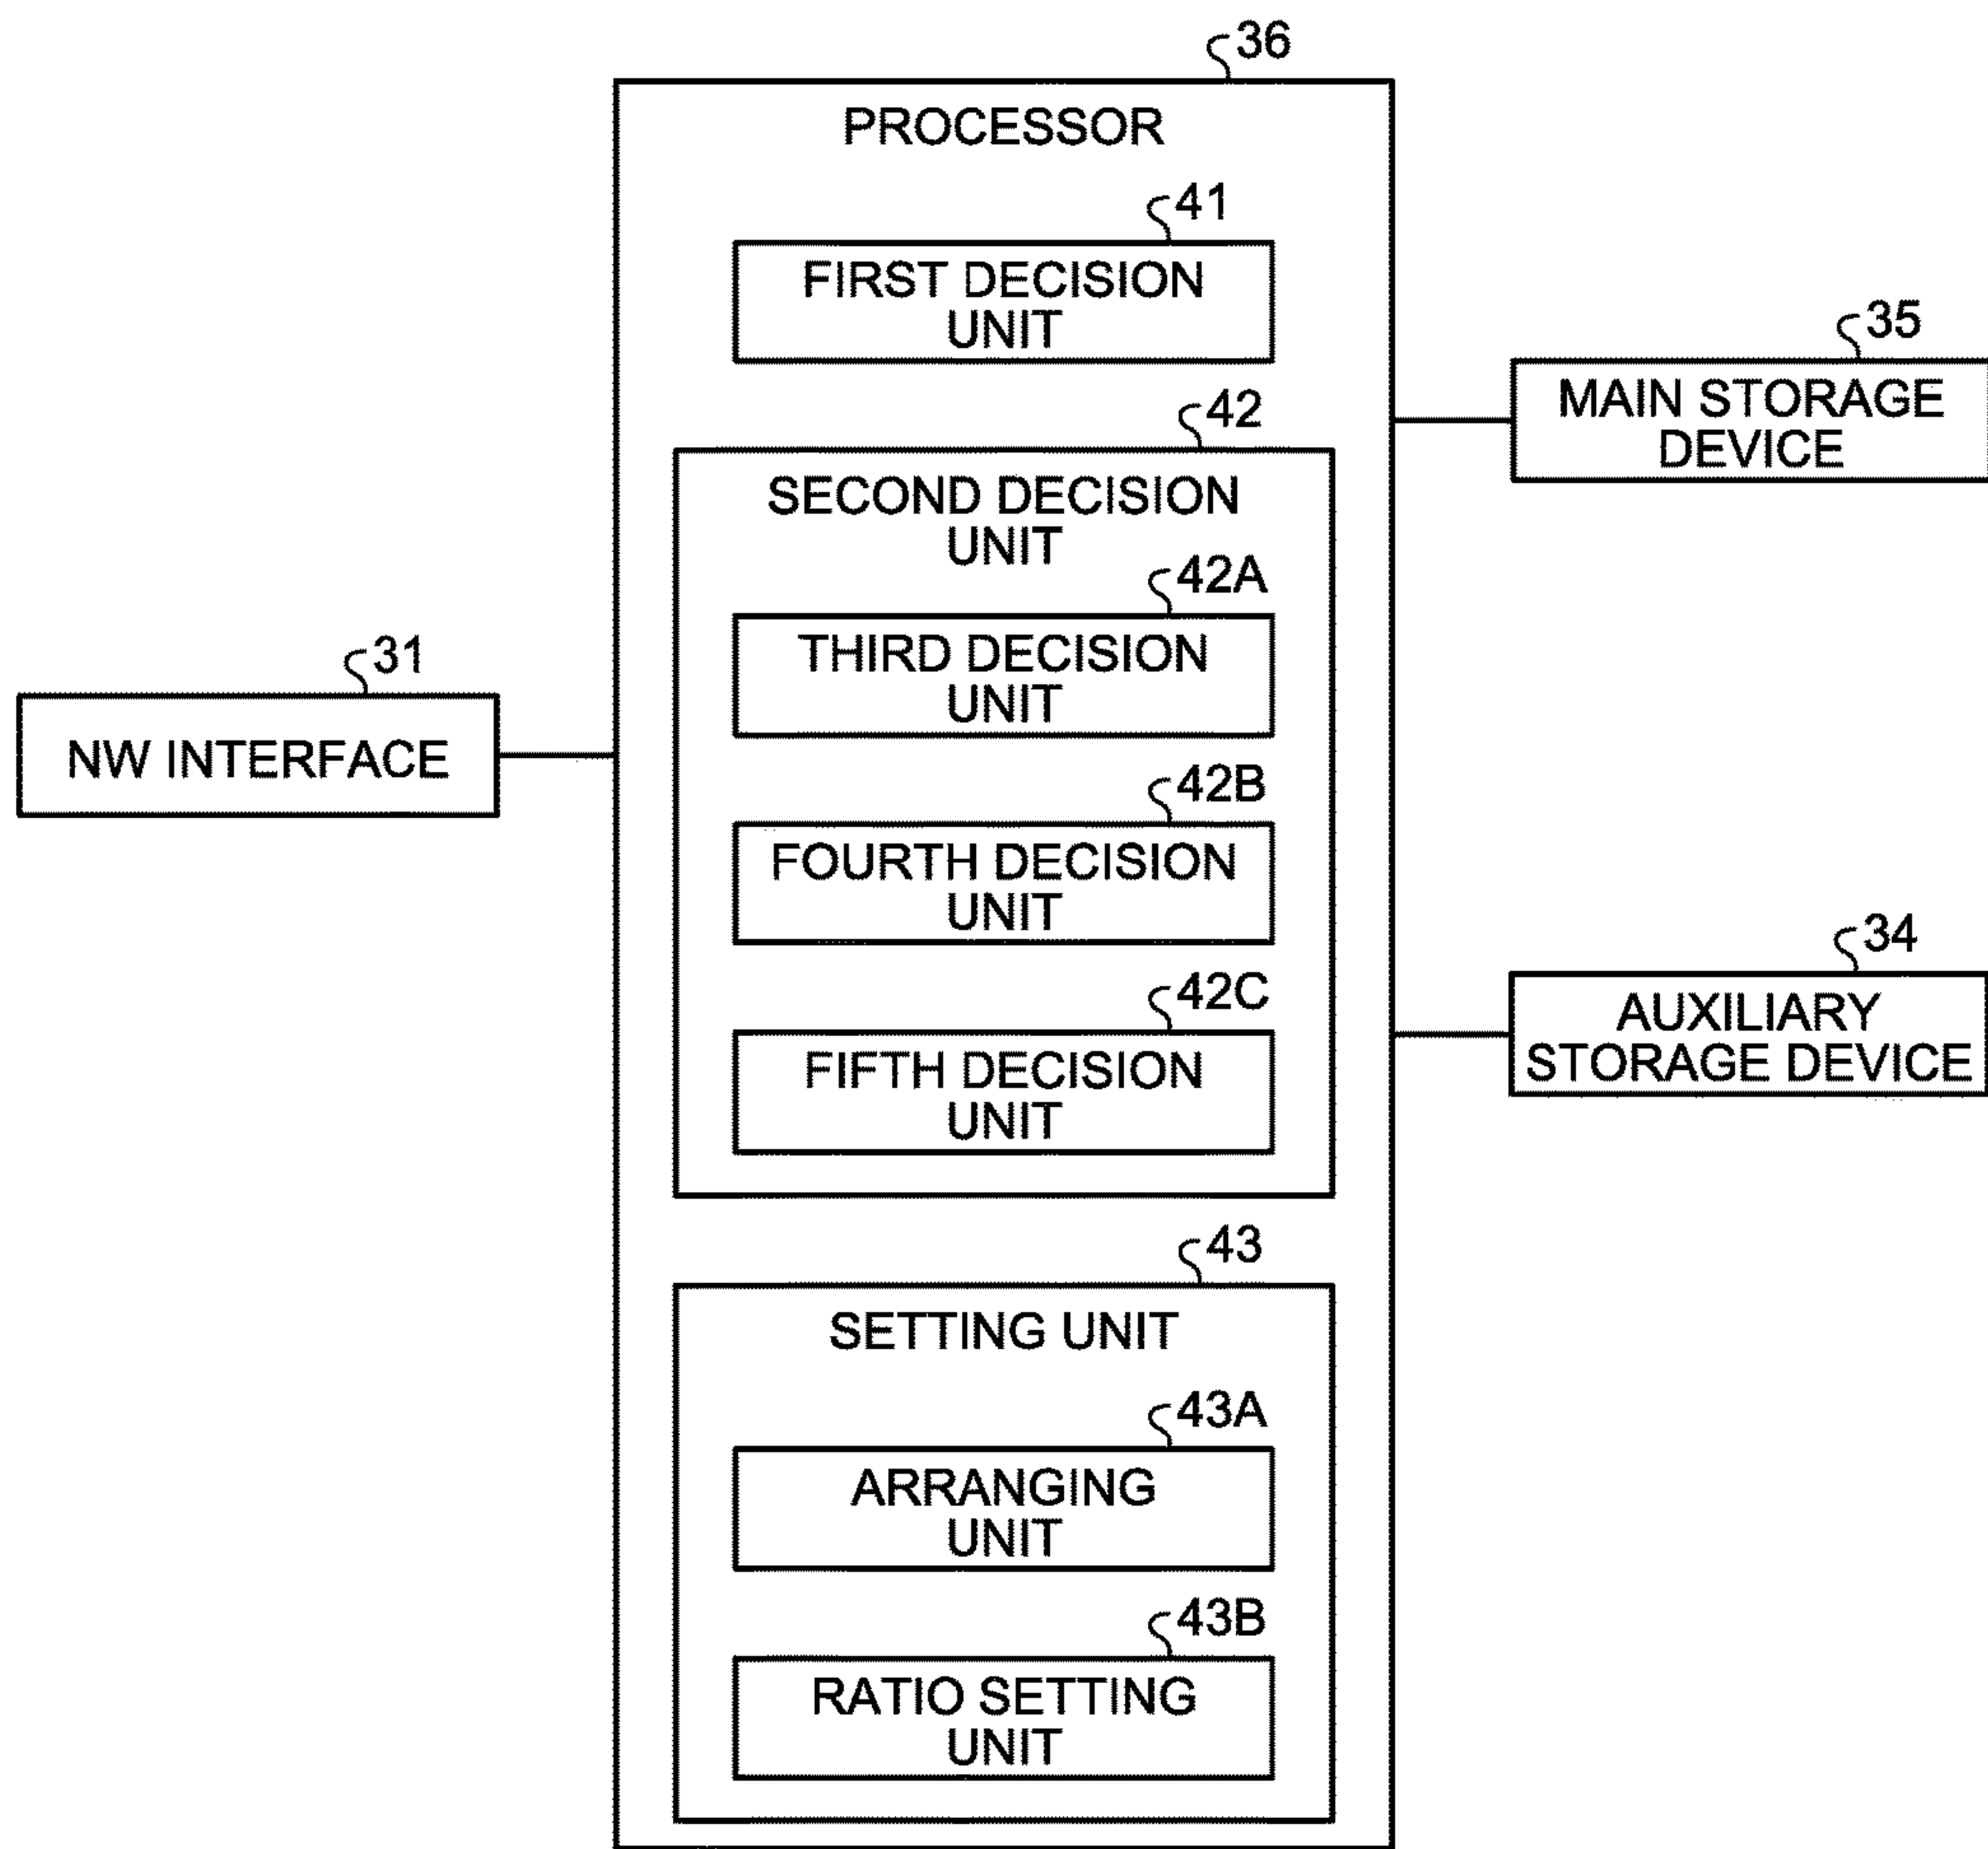 36
PROCESSOR
41
FIRST DECISION
UNIT
42
SECOND DECISION
UNIT
42A
THIRD DECISION
UNIT
42B
FOURTH DECISION
UNIT
42C
FIFTH DECISION
UNIT
43
SETTING UNIT
43A
ARRANGING
UNIT
43B
RATIO SETTING
UNIT
31
NW INTERFACE
35
MAIN STORAGE
DEVICE
34
AUXILIARY
STORAGE DEVICE